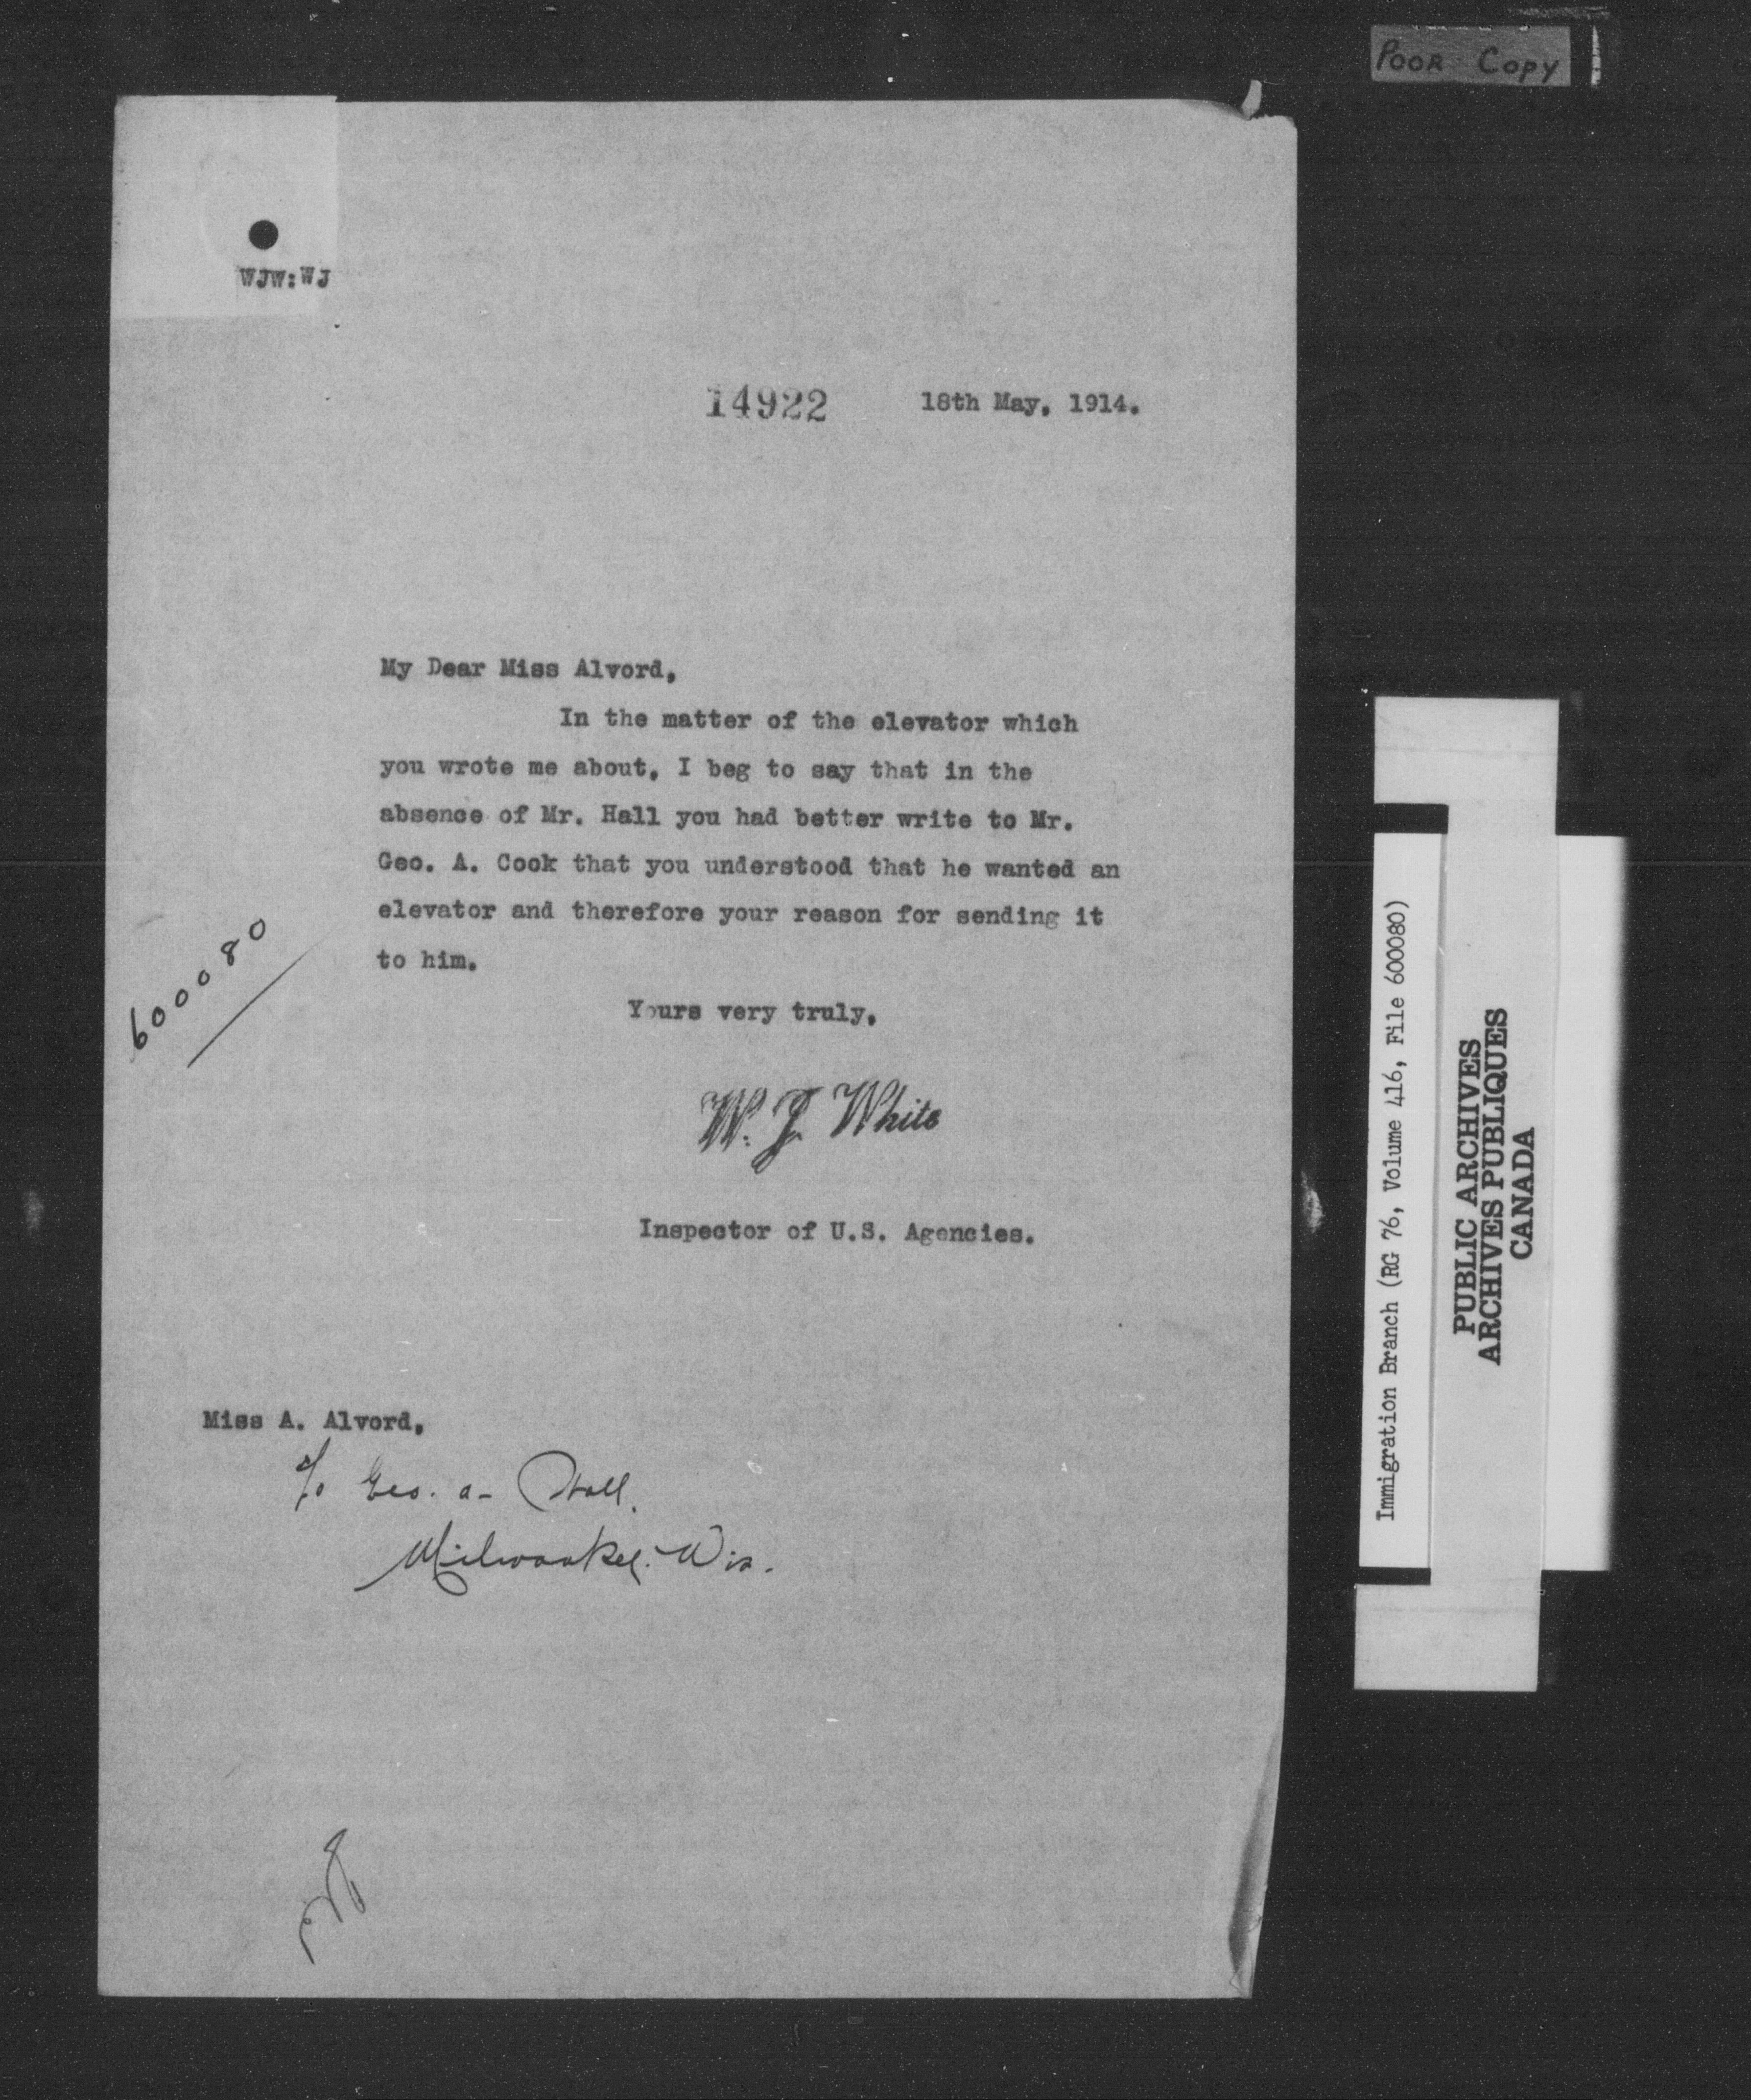 POOR COPY
WJW:WJ
14922 18th May, 1914.
My Dear Miss Alvord,
In the matter of the elevator which
you wrote me about, I beg to say that in the
absence of Mr. Hall you had better write to Mr.
Geo. A. Cook that you understood that he wanted an
elevator and therefore your reason for sending it
to him.
600080
Yours very truly,
W. J. White
Inspector of U.S. Agencies.
Miss A. Alvord,
c/o Geo. A. Hall.
Milwaukee. Wis.
Immigration Branch (RG 76, Volume 416, File 600080)
PUBLIC ARCHIVES
ARCHIVES PUBLIQUES
CANADA